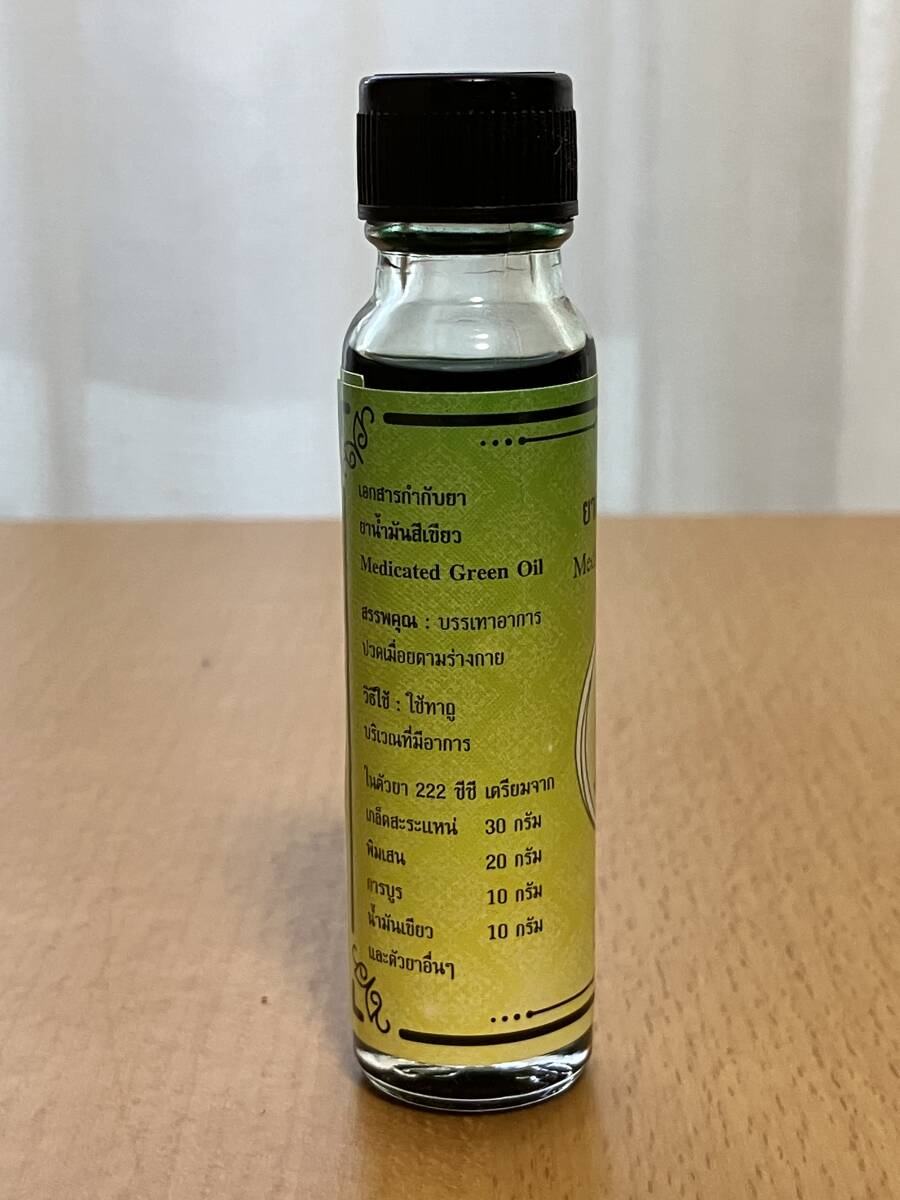 เอกสารกำกับยา
ยาน้ำมันสีเขียว
Medicated Green Oil
สรรพคุณ : บรรเทาอาการ
ปวดเมื่อยตามร่างกาย
วิธีใช้ : ใช้ทาถู
บริเวณที่มีอาการ
ในตัวยา 222 ซีซี เตรียมจาก
เกล็ดสะระแหน่ 30 กรัม
พิมเสน 20 กรัม
การบูร 10 กรัม
น้ำมันเขียว 10 กรัม
และตัวยาอื่นๆ